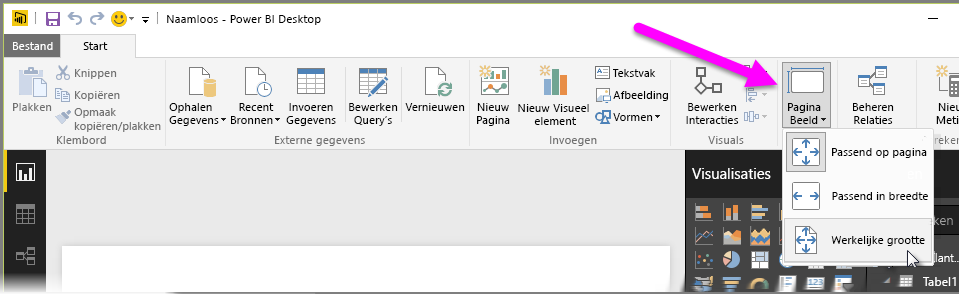 Naamloos - Power BI Desktop
Bestand
Start
Plakken
Knippen
Kopiëren
Opmaak
kopiëren/plakken
Klembord
Ophalen
Gegevens
Recent
Bronnen
Invoeren
Gegevens
Bewerken
Query's
Vernieuwen
Externe gegevens
Nieuw
Pagina
Nieuw Visueel
element
Tekstvak
Afbeelding
Vormen
Invoegen
Bewerken
Interacties
Visuals
Pagina
Beeld
Beheren
Relaties
Passend op pagina
Passend in breedte
Werkelijke grootte
Visualisaties
Tabel1